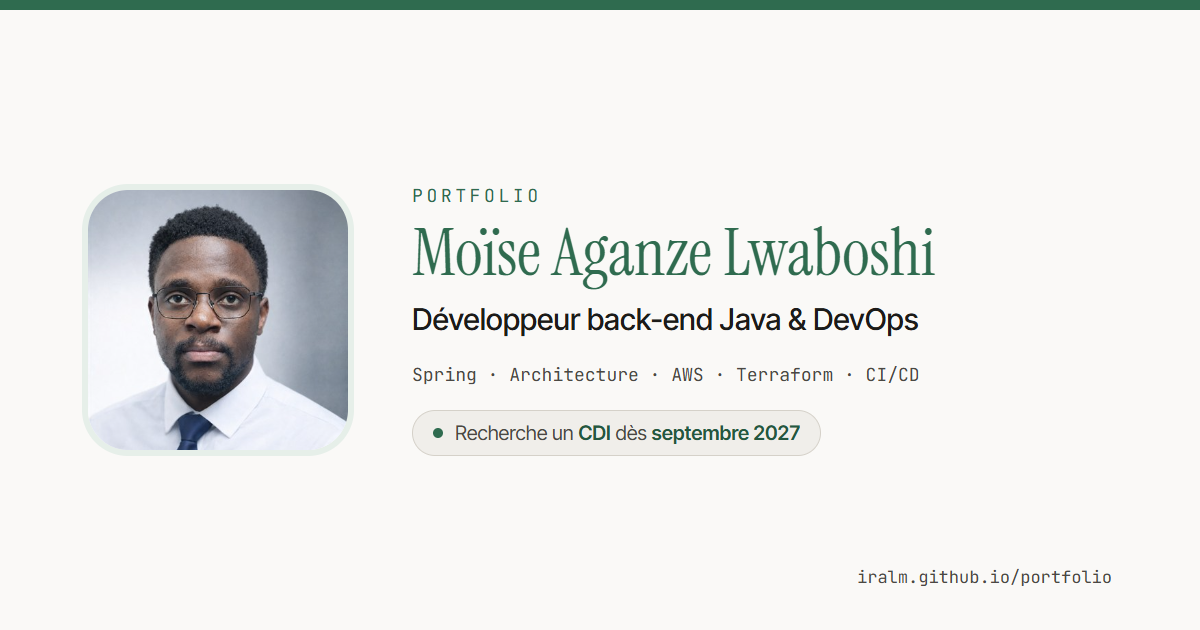 PORTFOLIO
Moïse Aganze Lwaboshi
Développeur back-end Java & DevOps
Spring · Architecture · AWS · Terraform · CI/CD
Recherche un CDI dès septembre 2027
iralm.github.io/portfolio